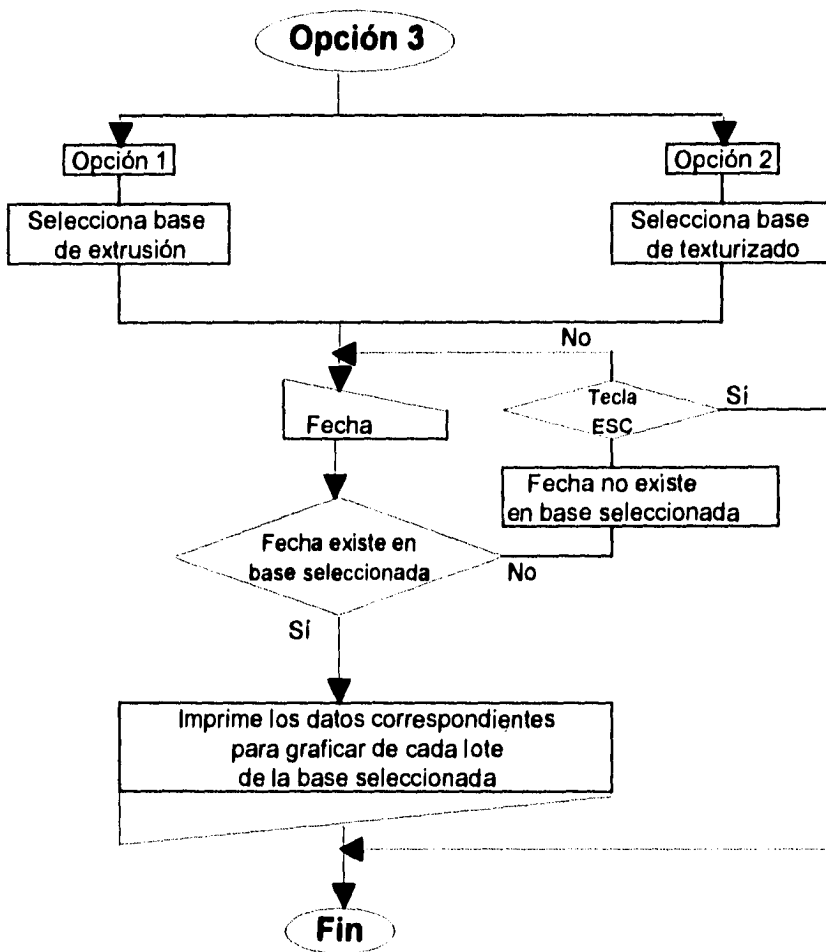 Opción 3
Opción 1
Opción 2
Selecciona base
de extrusión
Selecciona base
de texturizado
No
Fecha
Tecla
ESC
Sí
Fecha no existe
en base seleccionada
Fecha existe en
base seleccionada
No
Sí
Imprime los datos correspondientes
para graficar de cada lote
de la base seleccionada
Fin